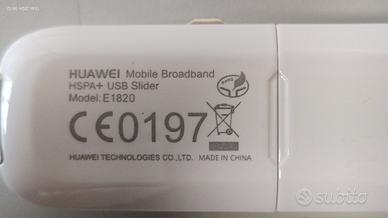 HUAWEI Mobile Broadband
HSPA+ USB Slider
Model: E1820
CE0197
HUAWEI TECHNOLOGIES CO., LTD. MADE IN CHINA
subito